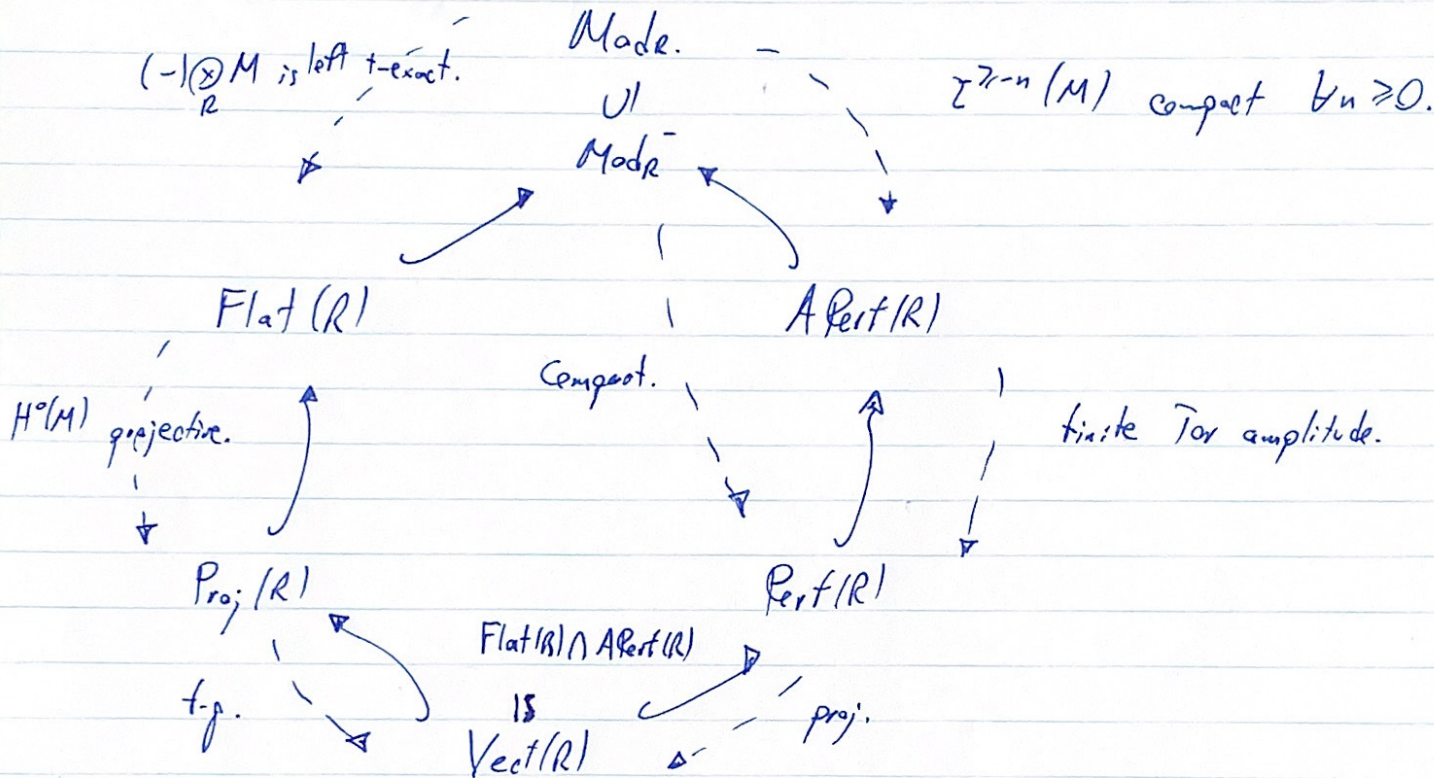 Mod_R.
(-)⊗_R M is left t-exact.
∪I
τ^{≥-n}(M) compact ∀n≥0.
Mod_R^-
Flat(R)
APerf(R)
Compact.
H°(M) projective.
finite Tor amplitude.
Proj(R)
Perf(R)
Flat(R)∩APerf(R)
f.g.
IS
proj.
Vect(R)